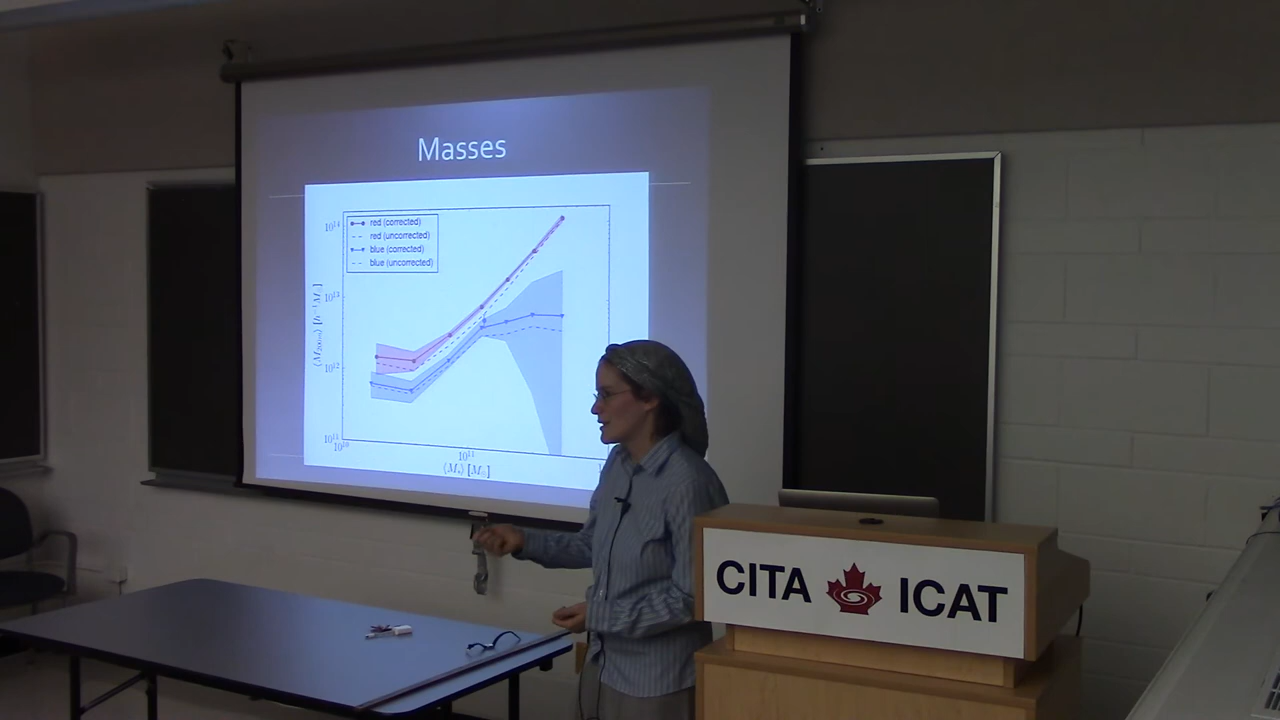 Masses
red (corrected)
red (uncorrected)
blue (corrected)
blue (uncorrected)
10¹⁴
10¹³
10¹²
10¹¹
10¹⁰
10¹¹
⟨M*⟩ [M⊙]
CITA ICAT